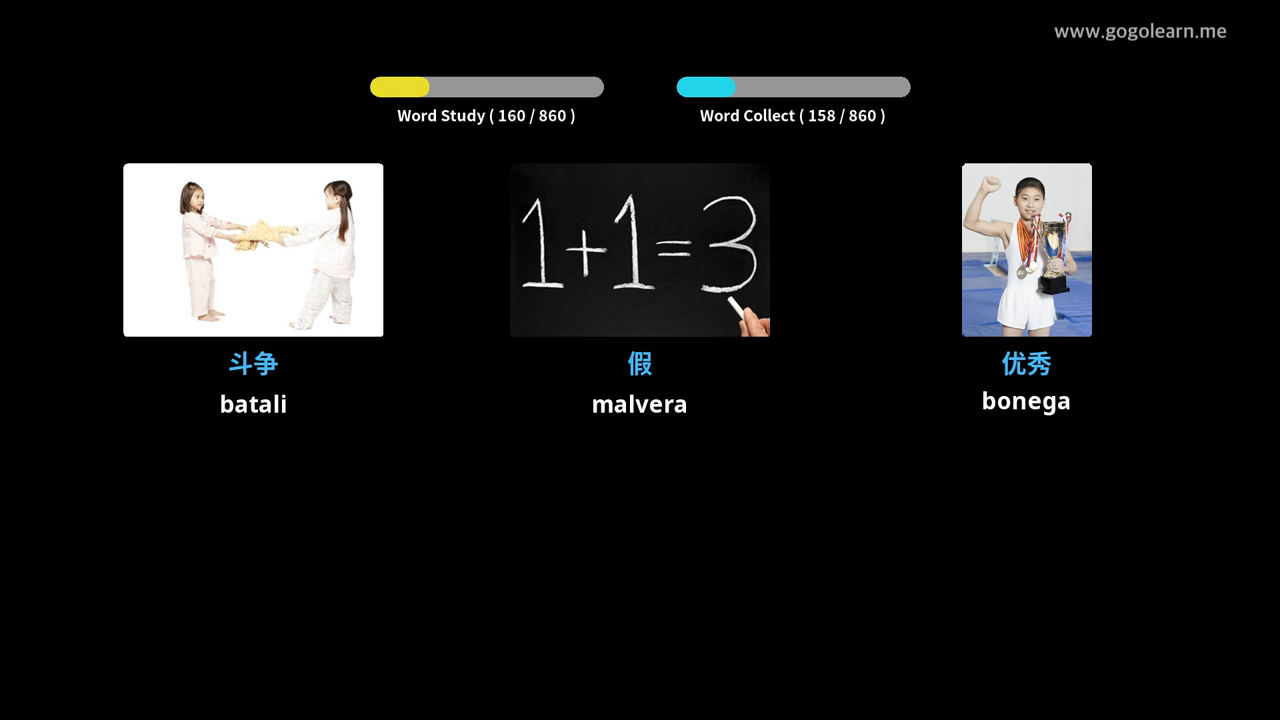 www.gogolearn.me
Word Study ( 160 / 860 )
Word Collect ( 158 / 860 )
1+1=3
斗争
batali
假
malvera
优秀
bonega